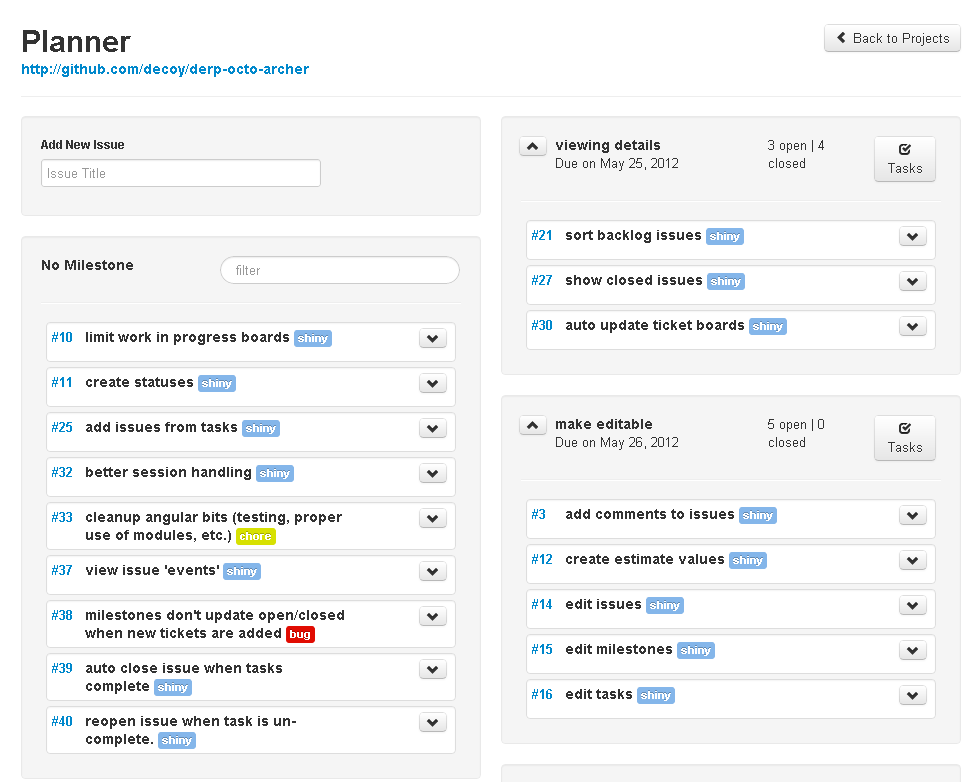 Planner
Back to Projects
http://github.com/decoy/derp-octo-archer
Add New Issue
Issue Title
No Milestone
filter
#10 limit work in progress boards shiny
#11 create statuses shiny
#25 add issues from tasks shiny
#32 better session handling shiny
#33 cleanup angular bits (testing, proper
use of modules, etc.) chore
#37 view issue 'events' shiny
#38 milestones don't update open/closed
when new tickets are added bug
#39 auto close issue when tasks
complete shiny
#40 reopen issue when task is un-
complete. shiny
viewing details 3 open | 4
Due on May 25, 2012 closed
Tasks
#21 sort backlog issues shiny
#27 show closed issues shiny
#30 auto update ticket boards shiny
make editable 5 open | 0
Due on May 26, 2012 closed
Tasks
#3 add comments to issues shiny
#12 create estimate values shiny
#14 edit issues shiny
#15 edit milestones shiny
#16 edit tasks shiny